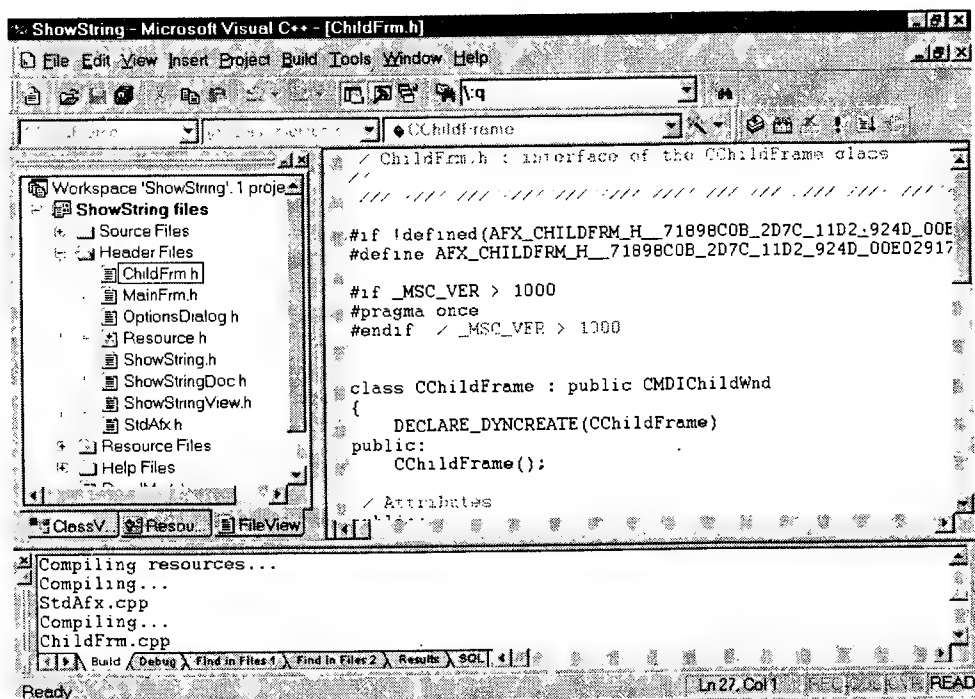 ShowString - Microsoft Visual C++ - [ChildFrm.h]
File Edit View Insert Project Build Tools Window Help
\:q
CChildFrame
Workspace 'ShowString': 1 proje
ShowString files
Source Files
Header Files
ChildFrm.h
MainFrm.h
OptionsDialog.h
Resource.h
ShowString.h
ShowStringDoc.h
ShowStringView.h
StdAfx.h
Resource Files
Help Files
ClassV... Resou... FileView
/ ChildFrm.h : interface of the CChildFrame class
//
#if !defined(AFX_CHILDFRM_H__71898C0B_2D7C_11D2_924D_00E
#define AFX_CHILDFRM_H__71898C0B_2D7C_11D2_924D_00E02917
#if _MSC_VER > 1000
#pragma once
#endif / _MSC_VER > 1000
class CChildFrame : public CMDIChildWnd
{
DECLARE_DYNCREATE(CChildFrame)
public:
CChildFrame();
/ Attributes
Compiling resources...
Compiling...
StdAfx.cpp
Compiling...
ChildFrm.cpp
Build Debug Find in Files 1 Find in Files 2 Results SQL
Ready
Ln 27, Col 1 REC READ